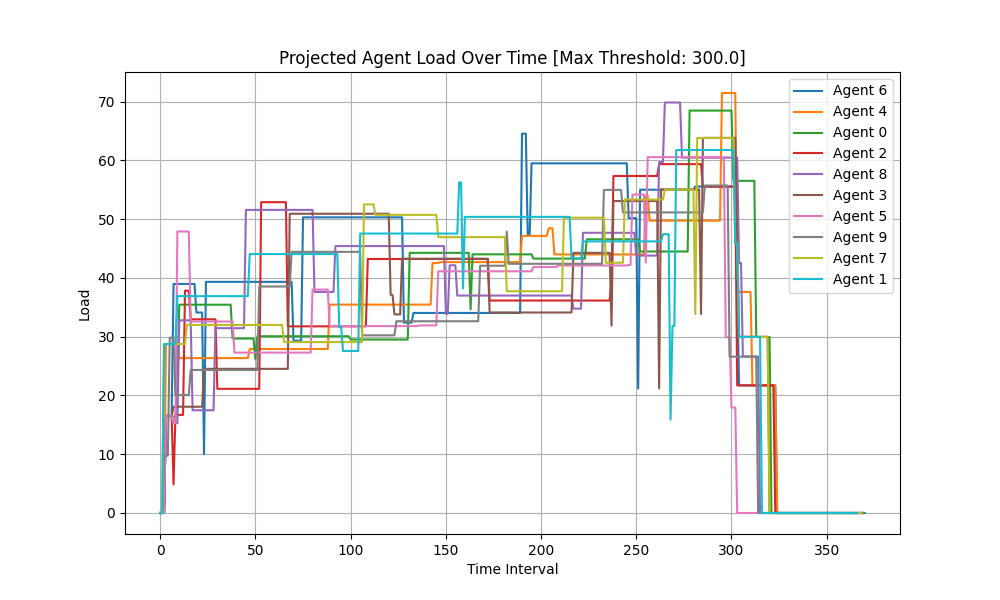 Projected Agent Load Over Time [Max Threshold: 300.0]
Load
70
60
50
40
30
20
10
0
0 50 100 150 200 250 300 350
Time Interval
Agent 6
Agent 4
Agent 0
Agent 2
Agent 8
Agent 3
Agent 5
Agent 9
Agent 7
Agent 1